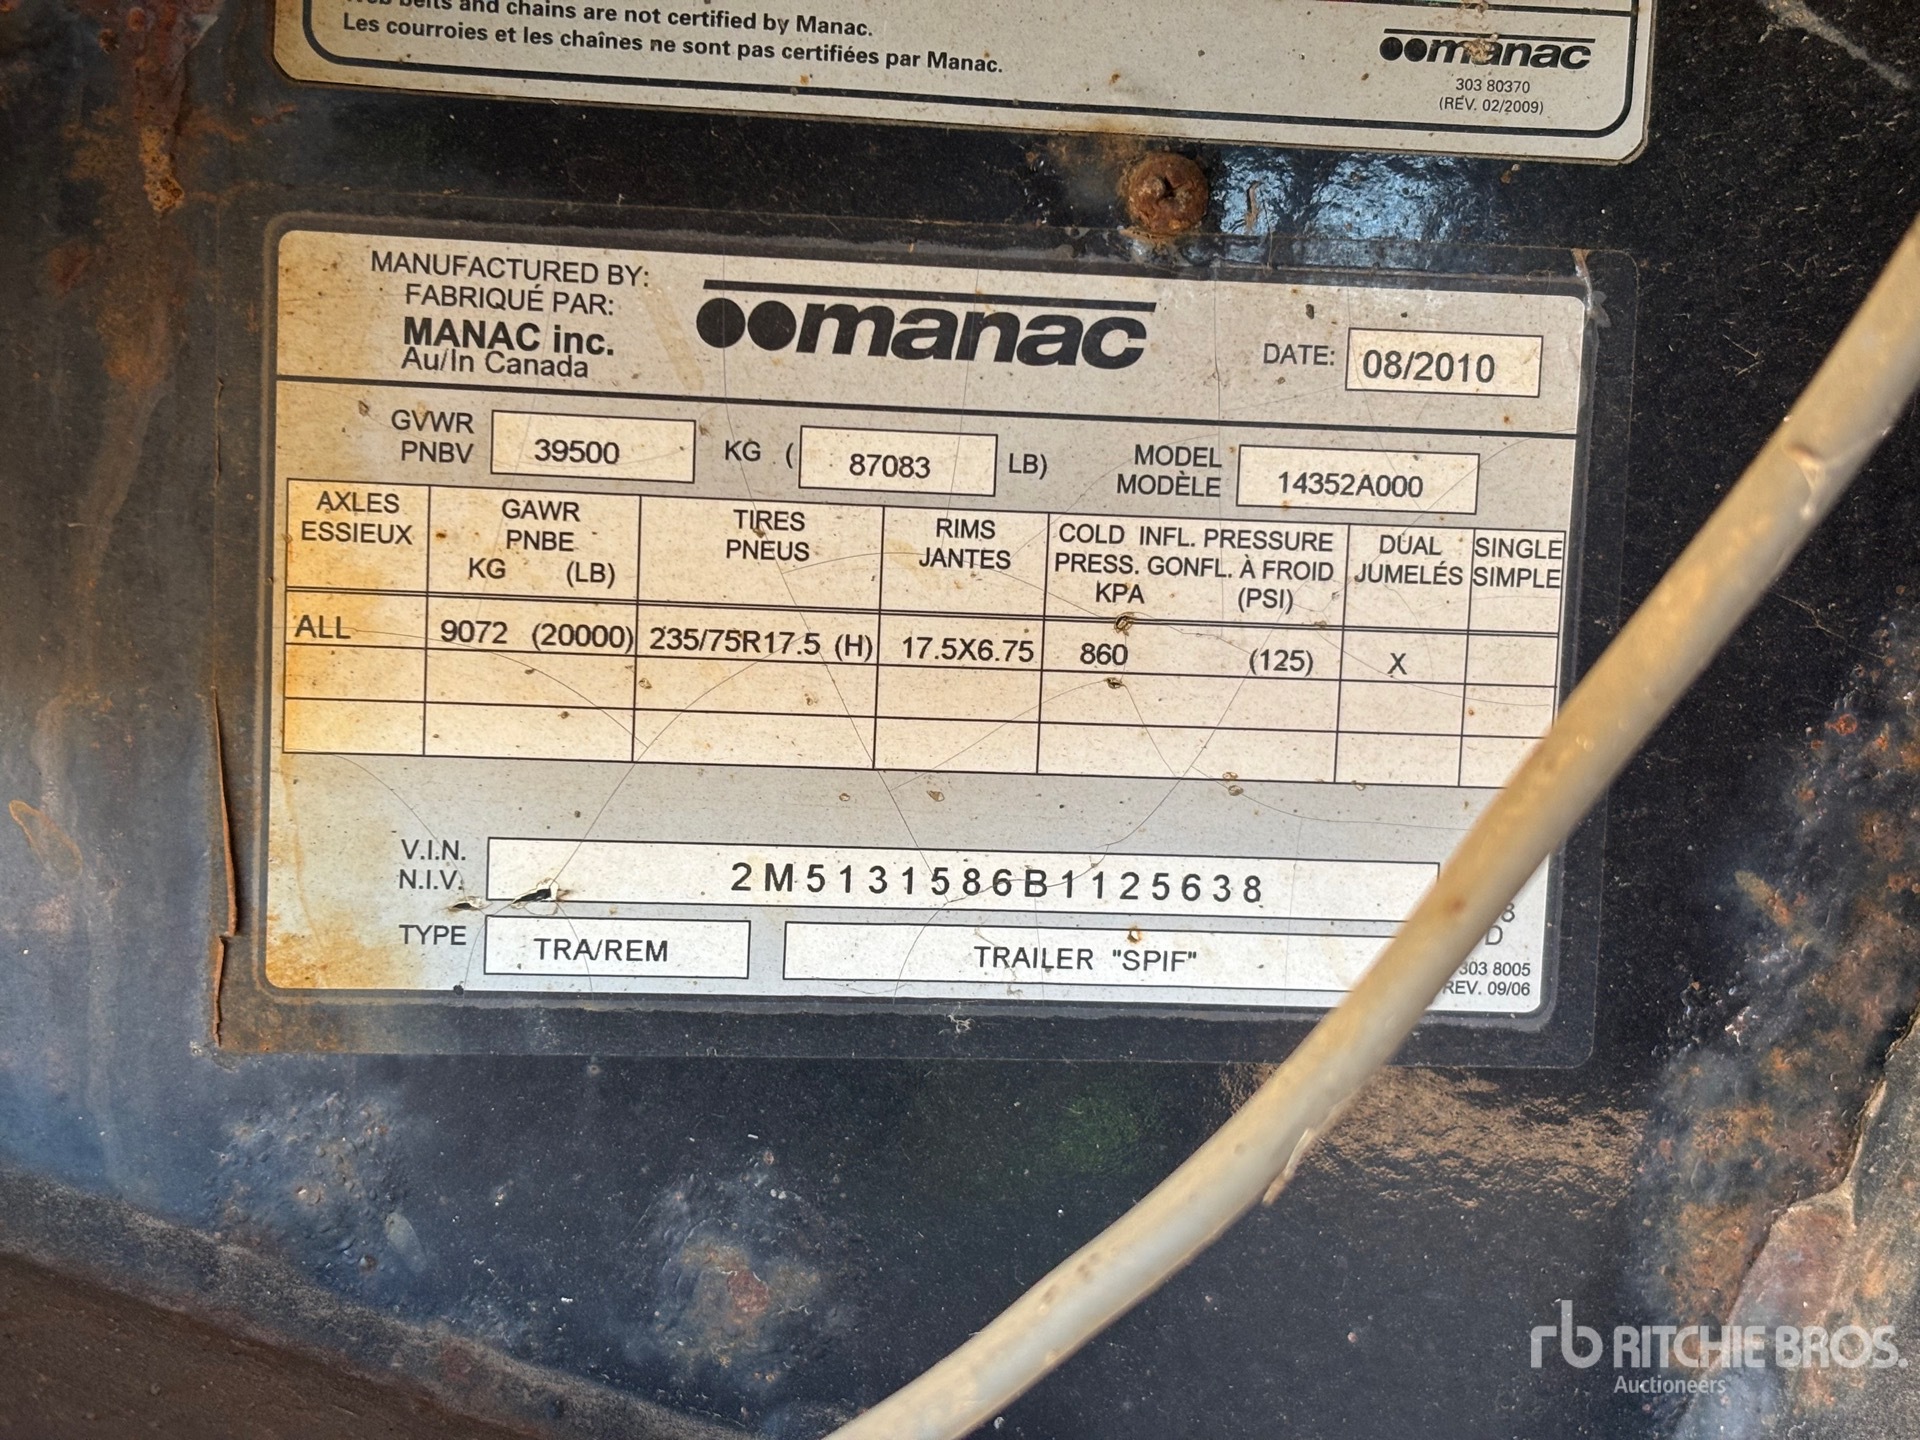 belts and chains are not certified by Manac.
Les courroies et les chaînes ne sont pas certifiées par Manac.
manac
303 80370
(REV. 02/2009)
MANUFACTURED BY:
FABRIQUÉ PAR:
MANAC inc.
Au/In Canada
manac
DATE: 08/2010
GVWR
PNBV 39500 KG ( 87083 LB)
MODEL
MODÈLE 14352A000
AXLES
ESSIEUX
GAWR
PNBE
KG (LB)
TIRES
PNEUS
RIMS
JANTES
COLD INFL. PRESSURE
PRESS. GONFL. À FROID
KPA (PSI)
DUAL
JUMELÉS
SINGLE
SIMPLE
ALL 9072 (20000) 235/75R17.5 (H) 17.5X6.75 860 (125) X
V.I.N.
N.I.V. 2M5131586B1125638
TYPE TRA/REM TRAILER "SPIF"
8
D
303 8005
REV. 09/06
rb RITCHIE BROS.
Auctioneers